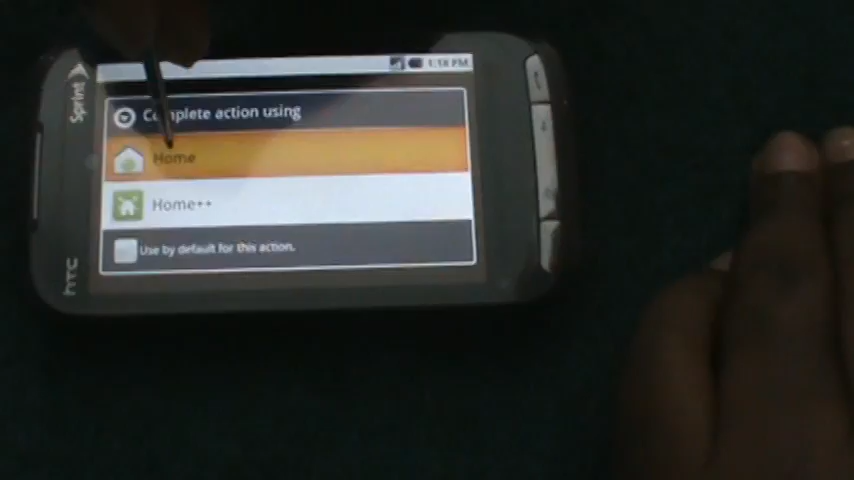 Sprint
1:18 PM
Complete action using
Home
Home++
Use by default for this action.
hTC